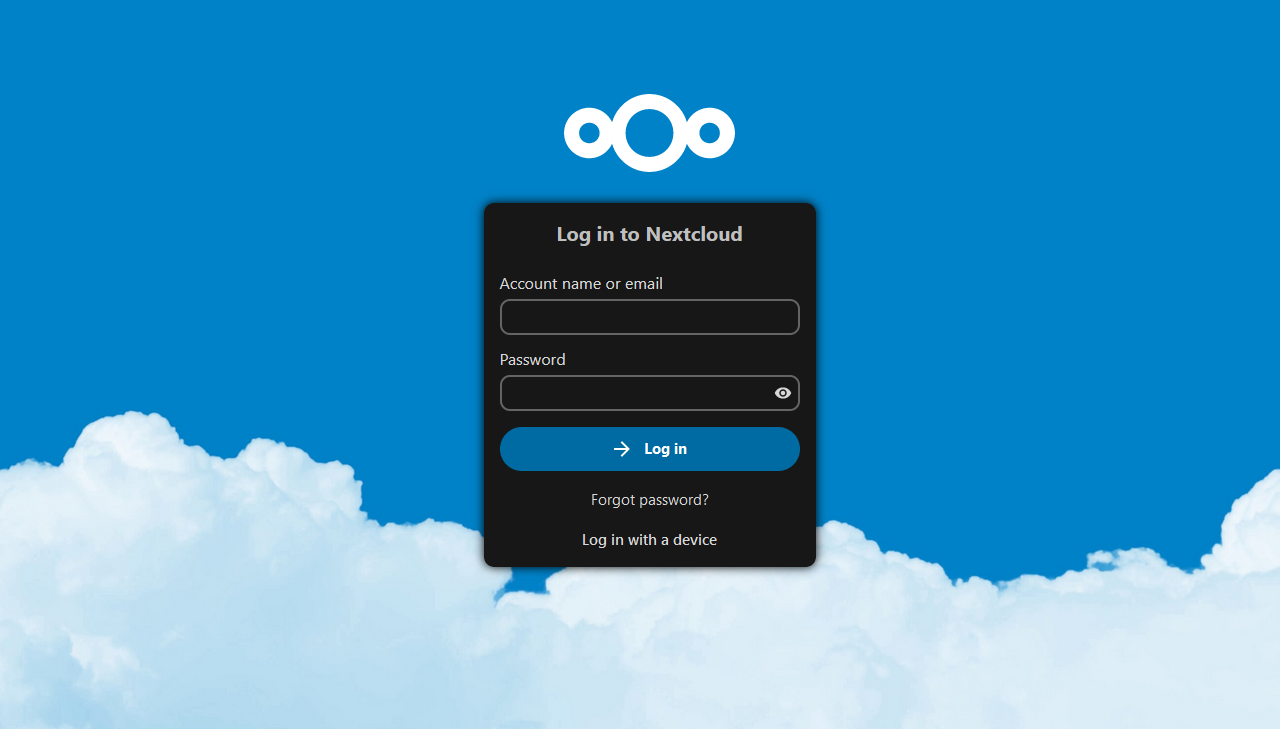 Log in to Nextcloud
Account name or email
Password
Log in
Forgot password?
Log in with a device